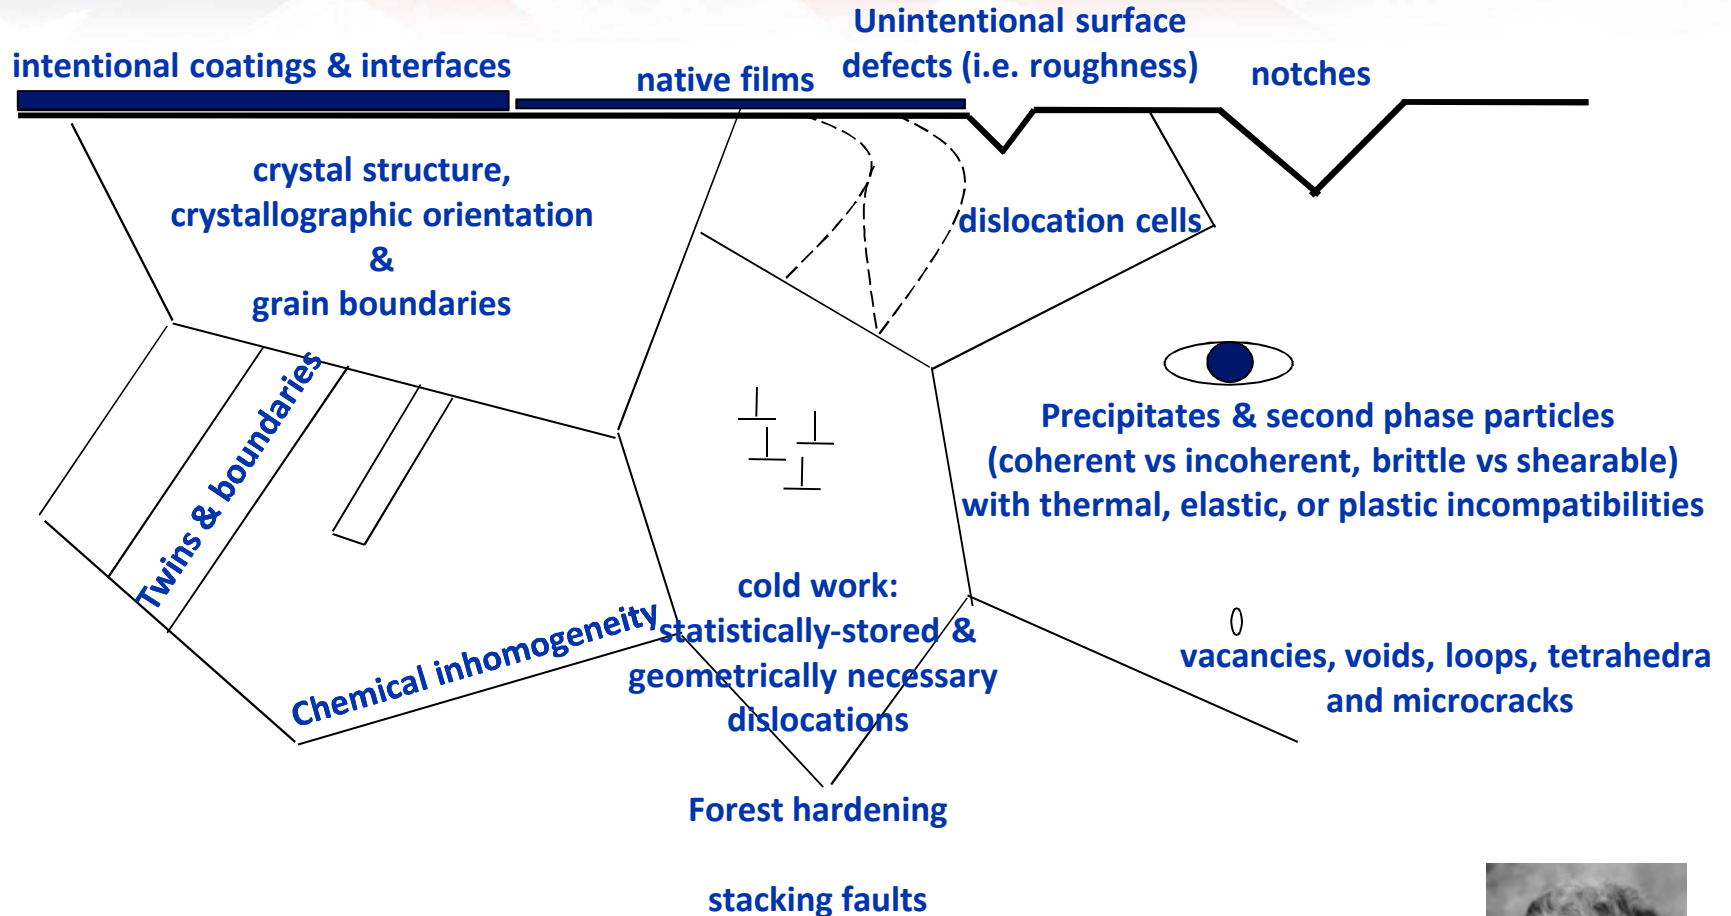 Unintentional surface
defects (i.e. roughness)
intentional coatings & interfaces
native films
notches
crystal structure,
crystallographic orientation
&
grain boundaries
dislocation cells
Twins & boundaries
Precipitates & second phase particles
(coherent vs incoherent, brittle vs shearable)
with thermal, elastic, or plastic incompatibilities
Chemical inhomogeneity
cold work:
statistically-stored &
geometrically necessary
dislocations
vacancies, voids, loops, tetrahedra
and microcracks
Forest hardening
stacking faults